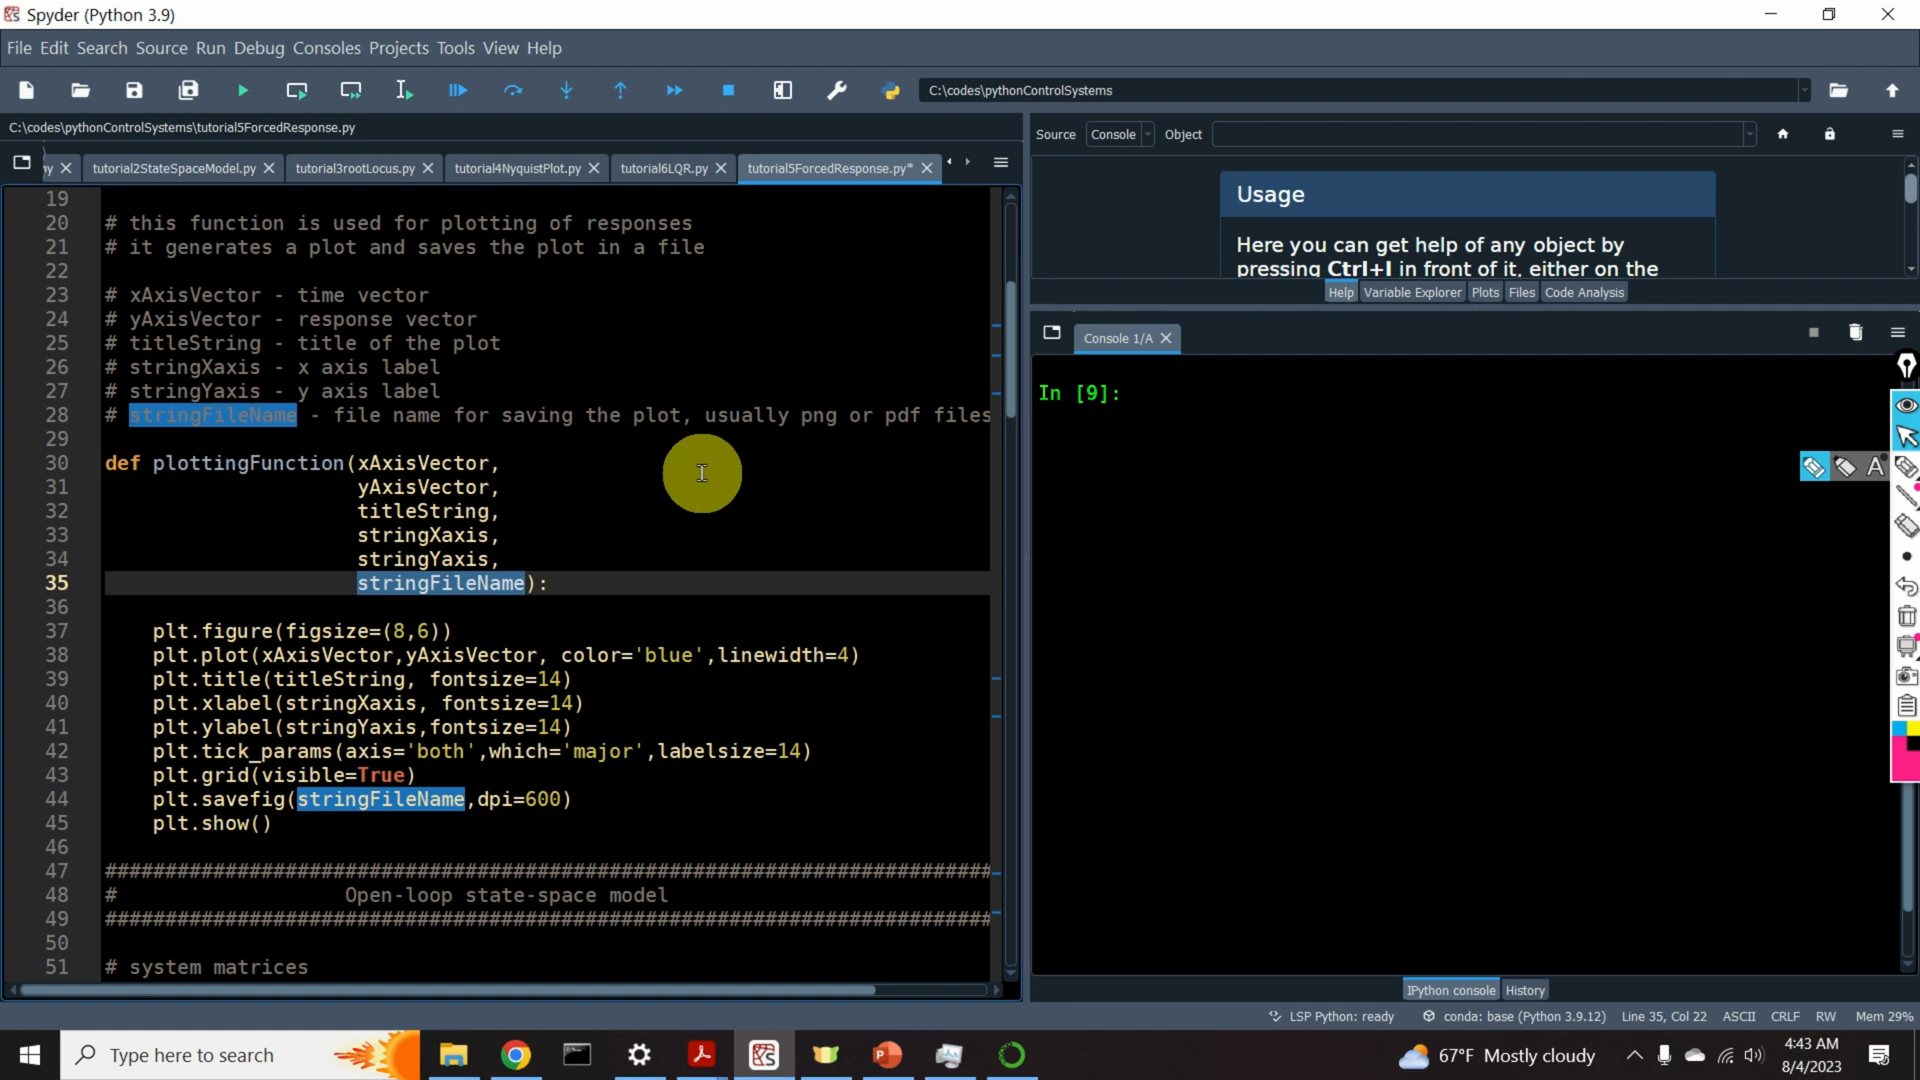 Spyder (Python 3.9)
File Edit Search Source Run Debug Consoles Projects Tools View Help
C:\codes\pythonControlSystems
C:\codes\pythonControlSystems\tutorial5ForcedResponse.py
tutorial2StateSpaceModel.py tutorial3rootLocus.py tutorial4NyquistPlot.py tutorial6LQR.py tutorial5ForcedResponse.py*
19
20 # this function is used for plotting of responses
21 # it generates a plot and saves the plot in a file
22
23 # xAxisVector - time vector
24 # yAxisVector - response vector
25 # titleString - title of the plot
26 # stringXaxis - x axis label
27 # stringYaxis - y axis label
28 # stringFileName - file name for saving the plot, usually png or pdf files
29
30 def plottingFunction(xAxisVector,
31 yAxisVector,
32 titleString,
33 stringXaxis,
34 stringYaxis,
35 stringFileName):
36
37 plt.figure(figsize=(8,6))
38 plt.plot(xAxisVector,yAxisVector, color='blue',linewidth=4)
39 plt.title(titleString, fontsize=14)
40 plt.xlabel(stringXaxis, fontsize=14)
41 plt.ylabel(stringYaxis,fontsize=14)
42 plt.tick_params(axis='both',which='major',labelsize=14)
43 plt.grid(visible=True)
44 plt.savefig(stringFileName,dpi=600)
45 plt.show()
46
47 ##########################################################################
48 # Open-loop state-space model
49 ##########################################################################
50
51 # system matrices
Source Console Object
Usage
Here you can get help of any object by
pressing Ctrl+I in front of it, either on the
Help Variable Explorer Plots Files Code Analysis
Console 1/A
In [9]:
A
IPython console History
LSP Python: ready conda: base (Python 3.9.12) Line 35, Col 22 ASCII CRLF RW Mem 29%
Type here to search
67°F Mostly cloudy
4:43 AM
8/4/2023